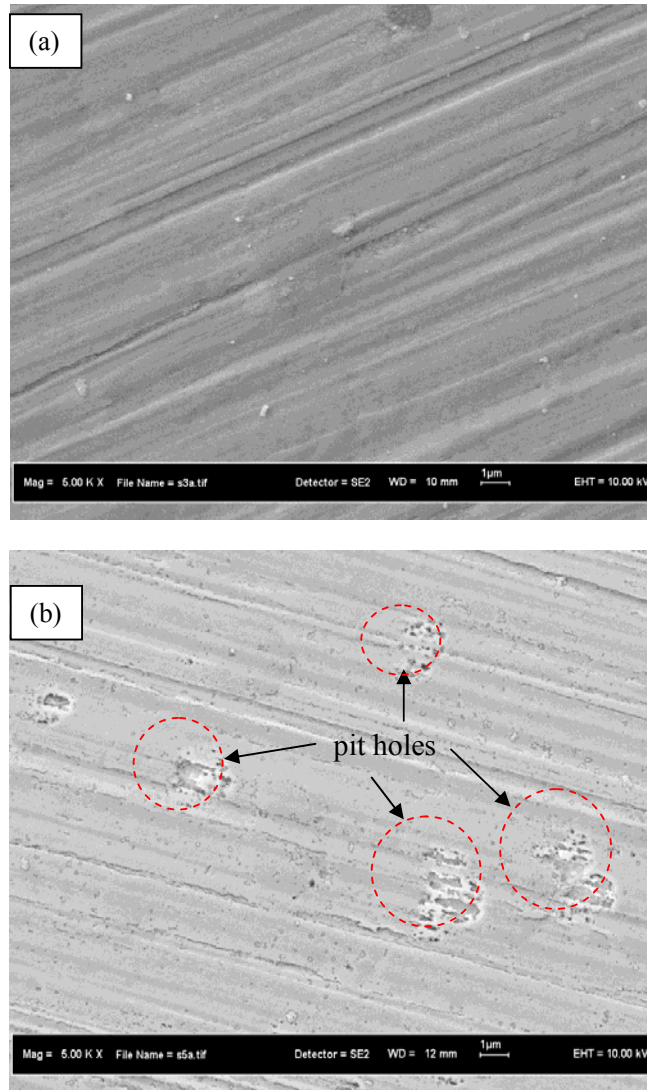 (a)
Mag = 5.00 K X File Name = s3a.tif Detector = SE2 WD = 10 mm 1µm EHT = 10.00 kV
(b)
pit holes
Mag = 5.00 K X File Name = s5a.tif Detector = SE2 WD = 12 mm 1µm EHT = 10.00 kV